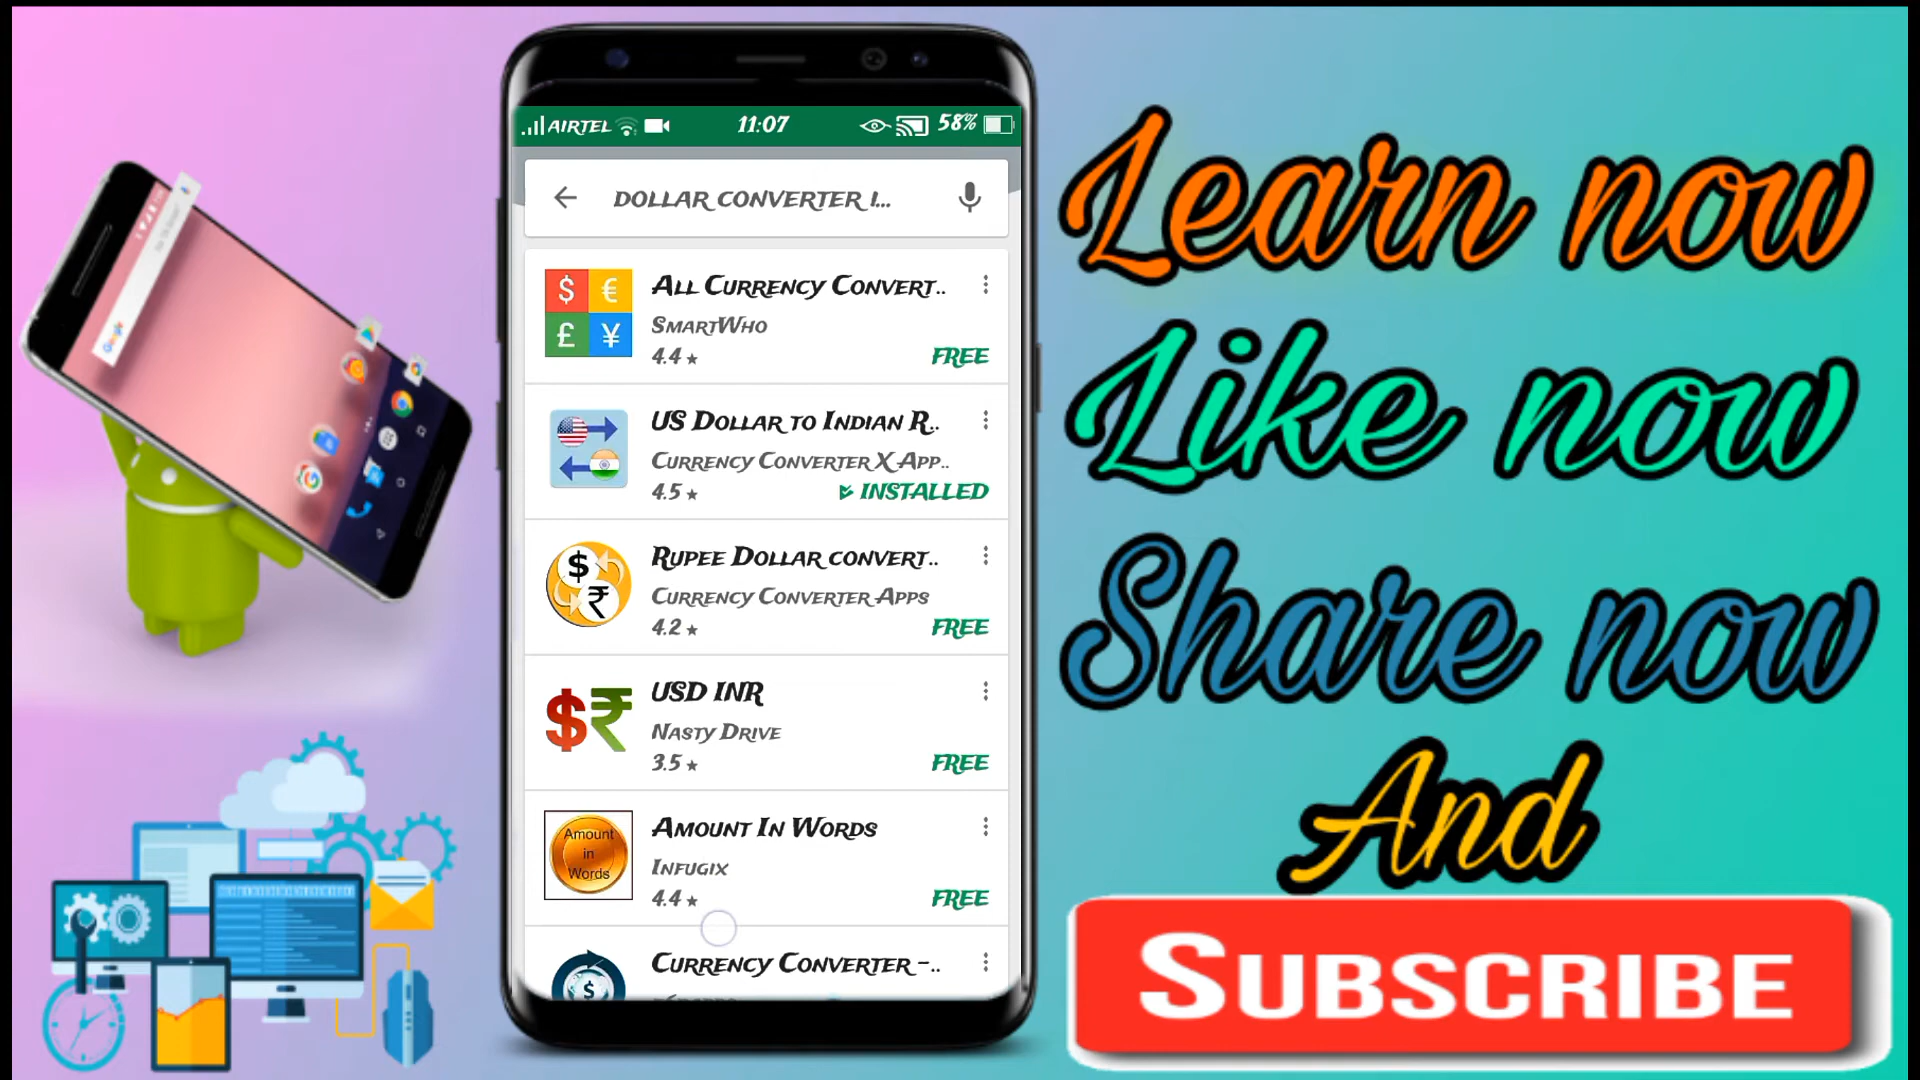 AIRTEL 11:07 58%
DOLLAR CONVERTER I...
ALL CURRENCY CONVERT..
SMARTWHO
4.4 ★ FREE
US DOLLAR TO INDIAN R..
CURRENCY CONVERTER X APP..
4.5 ★ INSTALLED
RUPEE DOLLAR CONVERT..
CURRENCY CONVERTER APPS
4.2 ★ FREE
USD INR
NASTY DRIVE
3.5 ★ FREE
Amount
in
Words
AMOUNT IN WORDS
INFUGIX
4.4 ★ FREE
CURRENCY CONVERTER -..
Learn now
Like now
Share now
And
SUBSCRIBE